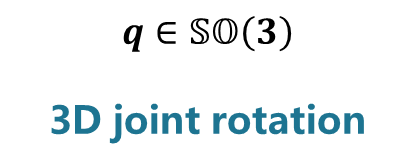 𝒒 ∈ 𝕊𝕆(𝟑)
3D joint rotation